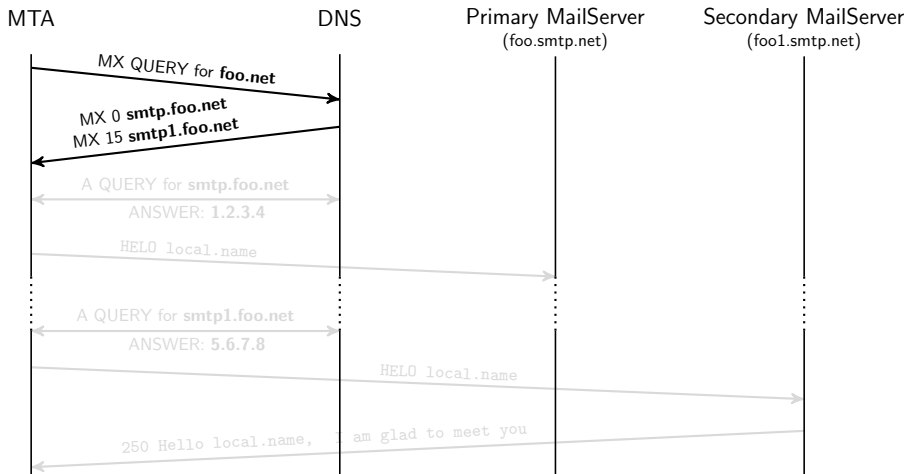 MTA
DNS
Primary MailServer
(foo.smtp.net)
Secondary MailServer
(foo1.smtp.net)
MX QUERY for foo.net
MX 0 smtp.foo.net
MX 15 smtp1.foo.net
A QUERY for smtp.foo.net
ANSWER: 1.2.3.4
HELO local.name
A QUERY for smtp1.foo.net
ANSWER: 5.6.7.8
HELO local.name
250 Hello local.name, I am glad to meet you